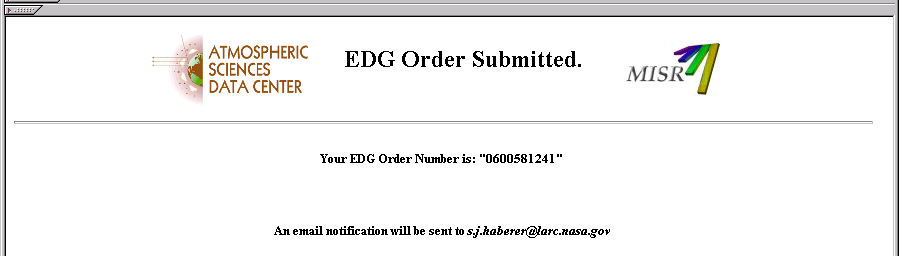 ATMOSPHERIC
SCIENCES
DATA CENTER
EDG Order Submitted.
MISR
Your EDG Order Number is: "0600581241"
An email notification will be sent to s.j.haberer@larc.nasa.gov